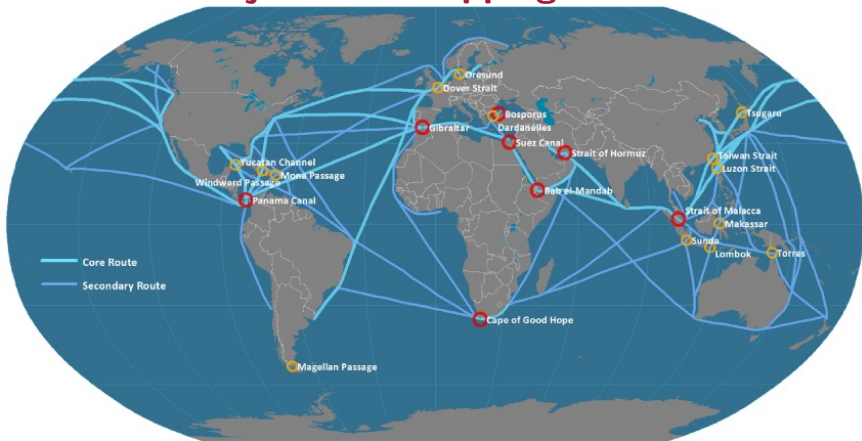 Oresund
Dover Strait
Bosporus
Tsugaru
Gibraltar
Dardanelles
Suez Canal
Strait of Hormuz
Taiwan Strait
Yucatan Channel
Luzon Strait
Windward Passage
Mona Passage
Bab el-Mandab
Panama Canal
Strait of Malacca
Makassar
Sunda
Lombok
Torres
Core Route
Secondary Route
Cape of Good Hope
Magellan Passage